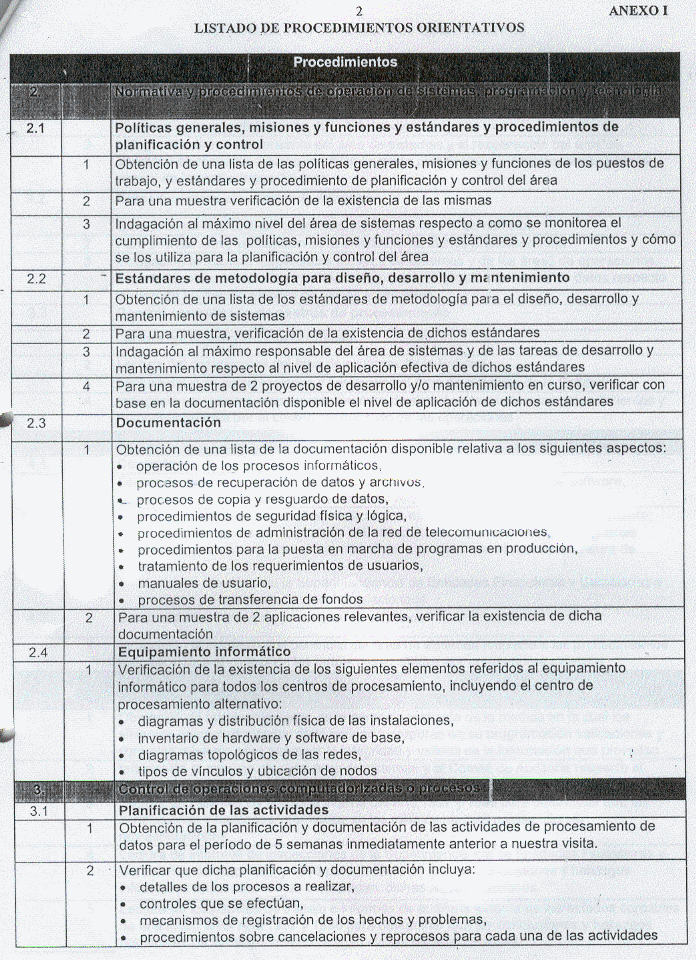 2
ANEXO I
LISTADO DE PROCEDIMIENTOS ORIENTATIVOS
Procedimientos
2. Normativa y procedimientos de operación de sistemas, programación y tecnología
2.1 Políticas generales, misiones y funciones y estándares y procedimientos de
planificación y control
1 Obtención de una lista de las políticas generales, misiones y funciones de los puestos de
trabajo, y estándares y procedimiento de planificación y control del área
2 Para una muestra verificación de la existencia de las mismas
3 Indagación al máximo nivel del área de sistemas respecto a como se monitorea el
cumplimiento de las políticas, misiones y funciones y estándares y procedimientos y cómo
se los utiliza para la planificación y control del área
2.2 Estándares de metodología para diseño, desarrollo y mantenimiento
1 Obtención de una lista de los estándares de metodología para el diseño, desarrollo y
mantenimiento de sistemas
2 Para una muestra, verificación de la existencia de dichos estándares
3 Indagación al máximo responsable del área de sistemas y de las tareas de desarrollo y
mantenimiento respecto al nivel de aplicación efectiva de dichos estándares
4 Para una muestra de 2 proyectos de desarrollo y/o mantenimiento en curso, verificar con
base en la documentación disponible el nivel de aplicación de dichos estándares
2.3 Documentación
1 Obtención de una lista de la documentación disponible relativa a los siguientes aspectos:
• operación de los procesos informáticos,
• procesos de recuperación de datos y archivos,
• procesos de copia y resguardo de datos,
• procedimientos de seguridad física y lógica,
• procedimientos de administración de la red de telecomunicaciones,
• procedimientos para la puesta en marcha de programas en producción,
• tratamiento de los requerimientos de usuarios,
• manuales de usuario,
• procesos de transferencia de fondos
2 Para una muestra de 2 aplicaciones relevantes, verificar la existencia de dicha
documentación
2.4 Equipamiento informático
1 Verificación de la existencia de los siguientes elementos referidos al equipamiento
informático para todos los centros de procesamiento, incluyendo el centro de
procesamiento alternativo:
• diagramas y distribución física de las instalaciones,
• inventario de hardware y software de base,
• diagramas topológicos de las redes,
• tipos de vínculos y ubicación de nodos
3. Control de operaciones computadorizadas o procesos
3.1 Planificación de las actividades
1 Obtención de la planificación y documentación de las actividades de procesamiento de
datos para el período de 5 semanas inmediatamente anterior a nuestra visita.
2 Verificar que dicha planificación y documentación incluya:
• detalles de los procesos a realizar,
• controles que se efectúan,
• mecanismos de registración de los hechos y problemas,
• procedimientos sobre cancelaciones y reprocesos para cada una de las actividades